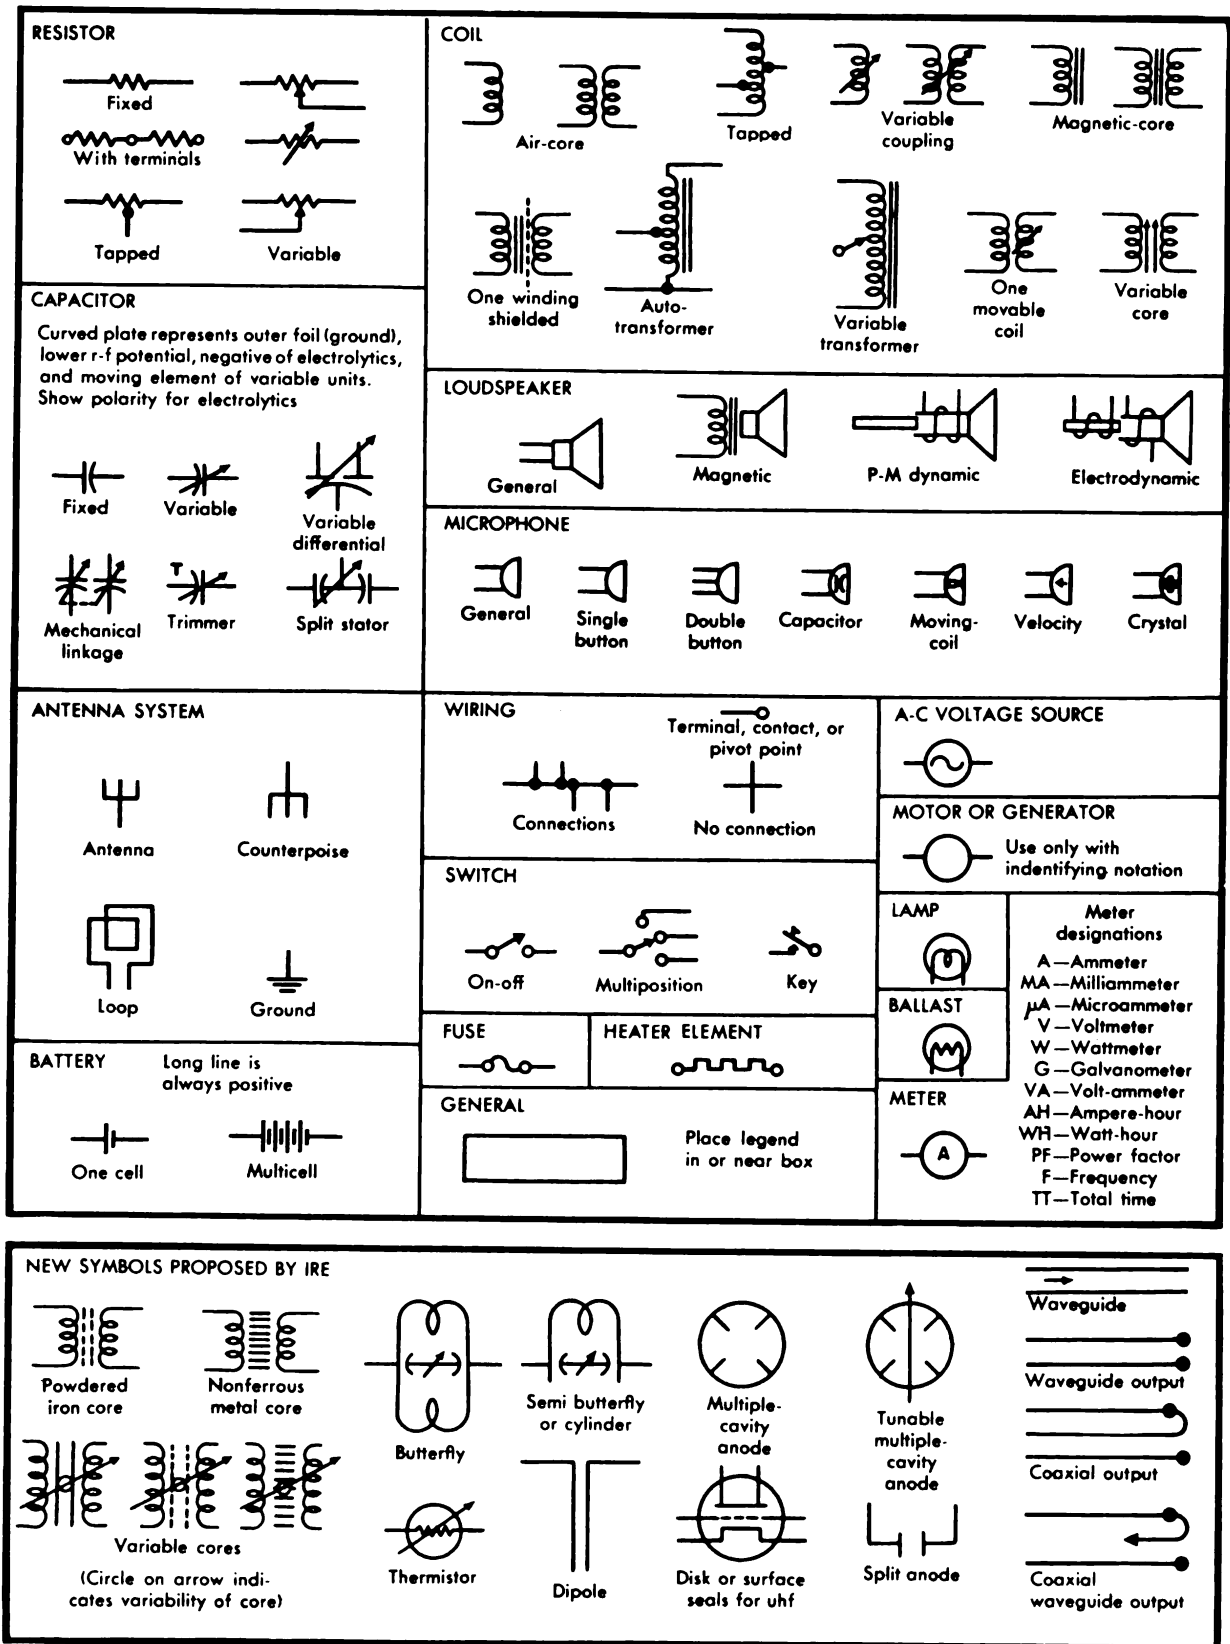 RESISTOR
Fixed
With terminals
Tapped
Variable
CAPACITOR
Curved plate represents outer foil (ground),
lower r-f potential, negative of electrolytics,
and moving element of variable units.
Show polarity for electrolytics
Fixed
Variable
Variable
differential
Mechanical
linkage
T
Trimmer
Split stator
COIL
Air-core
Tapped
Variable
coupling
Magnetic-core
One winding
shielded
Auto-
transformer
Variable
transformer
One
movable
coil
Variable
core
LOUDSPEAKER
General
Magnetic
P-M dynamic
Electrodynamic
MICROPHONE
General
Single
button
Double
button
Capacitor
Moving-
coil
Velocity
Crystal
ANTENNA SYSTEM
Antenna
Counterpoise
Loop
Ground
BATTERY
Long line is
always positive
One cell
Multicell
WIRING
Terminal, contact, or
pivot point
Connections
No connection
SWITCH
On-off
Multiposition
Key
FUSE
HEATER ELEMENT
GENERAL
Place legend
in or near box
A-C VOLTAGE SOURCE
MOTOR OR GENERATOR
Use only with
indentifying notation
LAMP
BALLAST
METER
A
Meter
designations
A—Ammeter
MA—Milliammeter
μA—Microammeter
V—Voltmeter
W—Wattmeter
G—Galvanometer
VA—Volt-ammeter
AH—Ampere-hour
WH—Watt-hour
PF—Power factor
F—Frequency
TT—Total time
NEW SYMBOLS PROPOSED BY IRE
Powdered
iron core
Nonferrous
metal core
Variable cores
(Circle on arrow indi-
cates variability of core)
Butterfly
Thermistor
Semi butterfly
or cylinder
Dipole
Multiple-
cavity
anode
Disk or surface
seals for uhf
Tunable
multiple-
cavity
anode
Split anode
Waveguide
Waveguide output
Coaxial output
Coaxial
waveguide output